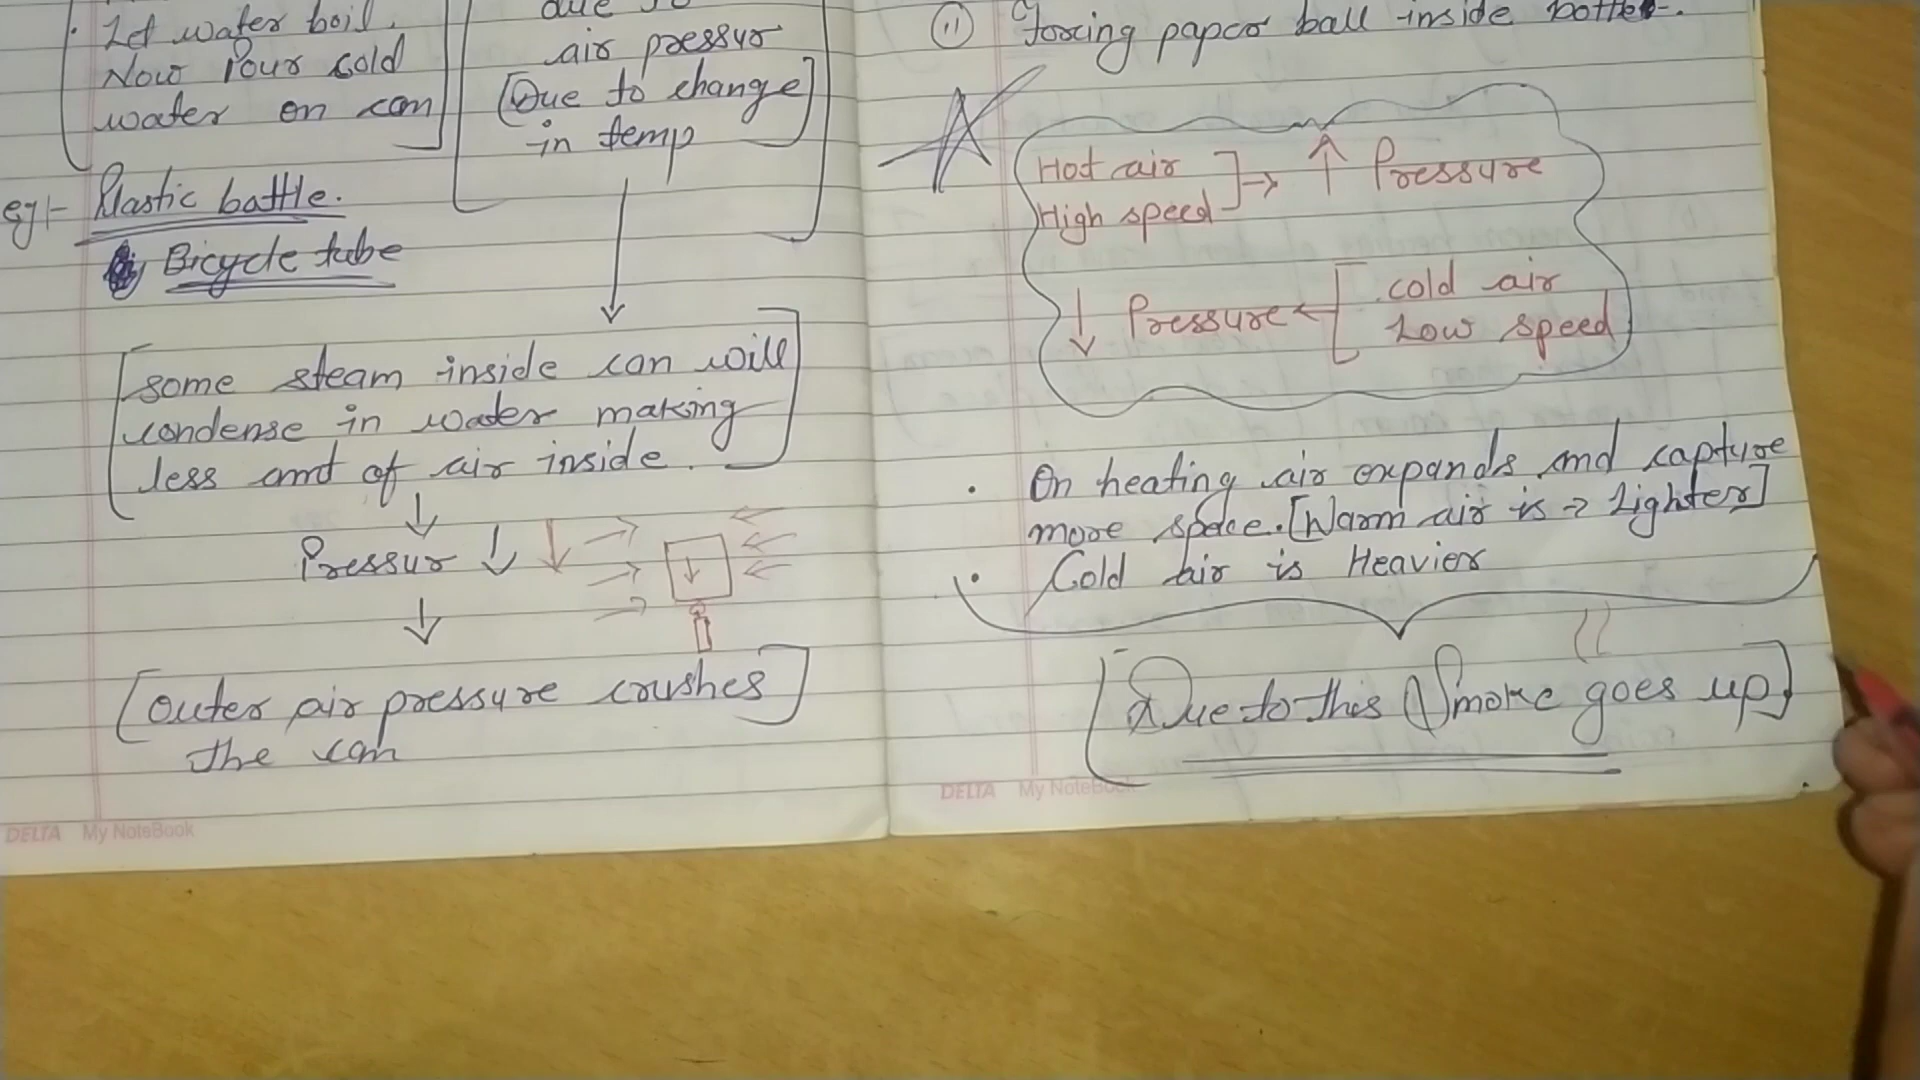 . Let water boil.
Now Pour cold
water on can
due to
air pressur
[Due to change]
in temp
eg:- Plastic bottle.
Bicycle tube
[some steam inside can will
condense in water making
less amt of air inside.]
↓
Pressur ↓ ↓
↓
[Outer air pressure crushes]
the can
DELTA My NoteBook
(11) Forcing paper ball inside bottle.
Hot air
High speed ] → ↑ Pressure
↓ Pressure ← [ cold air
Low speed
. On heating air expands and capture
more space. [Warm air is → Lighter]
. Cold air is Heavier
[Due to this Smoke goes up]
DELTA My NoteBook